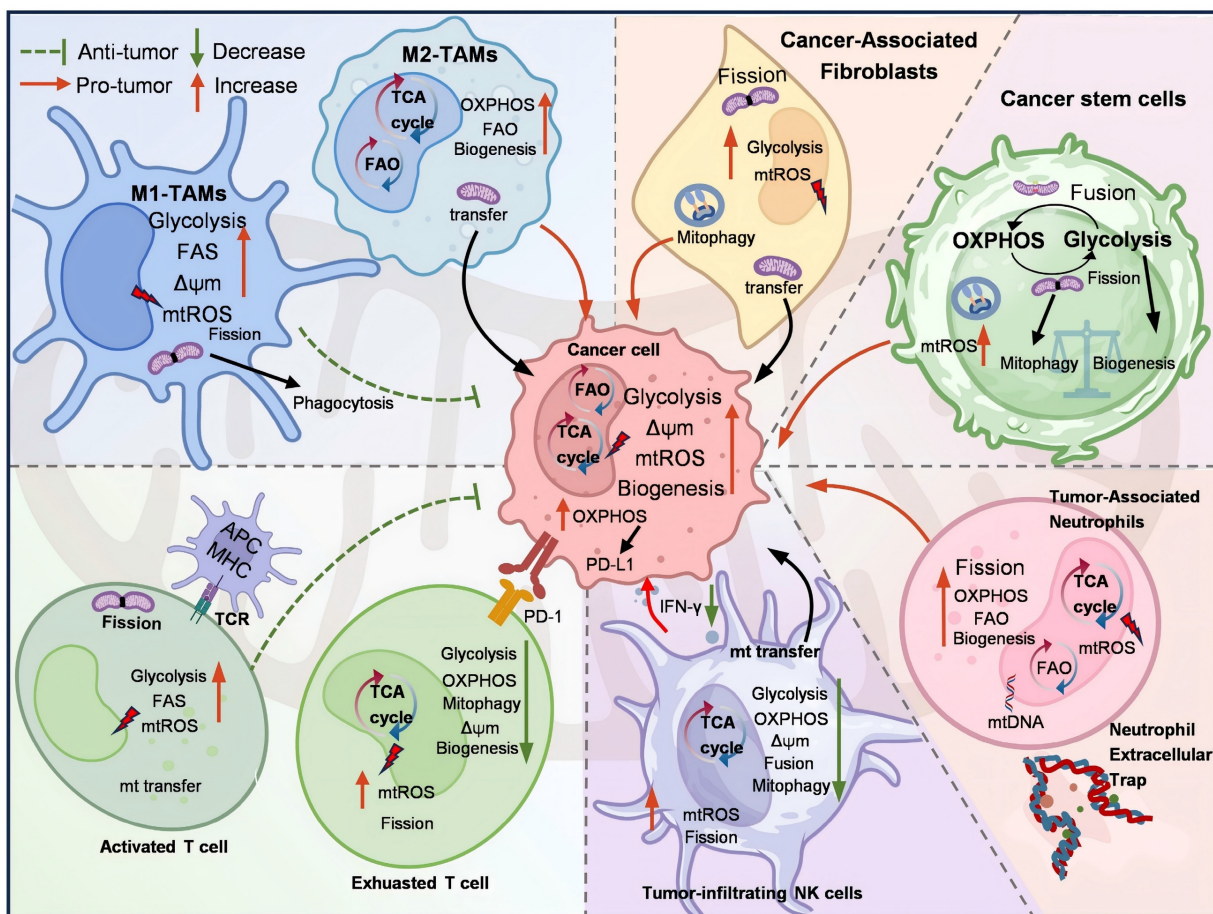 Anti-tumor
Decrease
Pro-tumor
Increase
M2-TAMs
TCA
cycle
FAO
OXPHOS
FAO
Biogenesis
transfer
M1-TAMs
Glycolysis
FAS
Δψm
mtROS
Fission
Phagocytosis
Cancer-Associated
Fibroblasts
Fission
Glycolysis
mtROS
Mitophagy
transfer
Cancer stem cells
Fusion
OXPHOS
Glycolysis
Fission
mtROS
Mitophagy
Biogenesis
Cancer cell
FAO
TCA
cycle
Glycolysis
Δψm
mtROS
Biogenesis
OXPHOS
PD-L1
APC
MHC
TCR
Fission
Glycolysis
FAS
mtROS
mt transfer
Activated T cell
PD-1
TCA
cycle
Glycolysis
OXPHOS
Mitophagy
Δψm
Biogenesis
mtROS
Fission
Exhuasted T cell
IFN-γ
mt transfer
TCA
cycle
Glycolysis
OXPHOS
Δψm
Fusion
Mitophagy
mtROS
Fission
Tumor-infiltrating NK cells
Tumor-Associated
Neutrophils
Fission
OXPHOS
FAO
Biogenesis
TCA
cycle
mtROS
FAO
mtDNA
Neutrophil
Extracellular
Trap